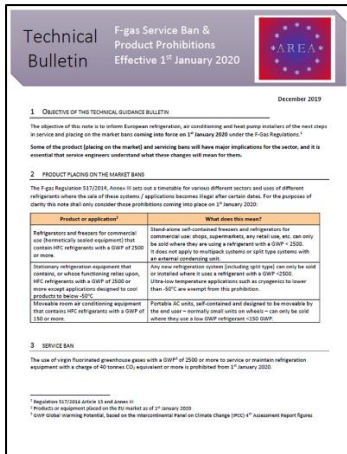 Technical
Bulletin
F-gas Service Ban &
Product Prohibitions
Effective 1st January 2020
AREA
December 2019
1 OBJECTIVE OF THIS TECHNICAL GUIDANCE BULLETIN
The objective of this note is to inform European refrigeration, air conditioning and heat pump installers of the next steps
in service and placing on the market bans coming into force on 1st January 2020 under the F-Gas Regulations.1
Some of the product (placing on the market) and servicing bans will have major implications for the sector, and it is
essential that service engineers understand what these changes will mean for them.
2 PRODUCT PLACING ON THE MARKET BANS
The F-gas Regulation 517/2014, Annex III sets out a timetable for various different sectors and uses of different
refrigerants where the sale of these systems / applications becomes illegal after certain dates. For the purposes of
clarity this note shall only consider those prohibitions coming into place on 1st January 2020:
Product or application2
What does this mean?
Refrigerators and freezers for commercial
use (hermetically sealed equipment) that
contain HFC refrigerants with a GWP of 2500
or more.
Stand-alone self-contained freezers and refrigerators for
commercial use: shops, supermarkets, any retail use, etc. can only
be sold where they are using a refrigerant with a GWP < 2500.
It does not apply to multipack systems or split type systems with
an external condensing unit.
Stationary refrigeration equipment that
contains, or whose functioning relies upon,
HFC refrigerants with a GWP of 2500 or
more except applications designed to cool
products to below -50°C
Any new refrigeration system (including split type) can only be sold
or installed where it uses a refrigerant with a GWP <2500.
Ultra-low temperature applications such as cryogenics to lower
than -50°C are exempt from this prohibition.
Moveable room air conditioning equipment
that contains HFC refrigerants with a GWP of
150 or more.
Portable AC units, self-contained and designed to be moveable by
the end user – normally small units on wheels – can only be sold
where they use a low GWP refrigerant <150 GWP.
3 SERVICE BAN
The use of virgin fluorinated greenhouse gases with a GWP3 of 2500 or more to service or maintain refrigeration
equipment with a charge of 40 tonnes CO2 equivalent or more is prohibited from 1st January 2020.
1 Regulation 517/2014 Article 13 and Annex III
2 Products or equipment placed on the EU market as of 1st January 2020
3 GWP Global Warming Potential, based on the Intercontinental Panel on Climate Change (IPCC) 4th Assessment Report figures